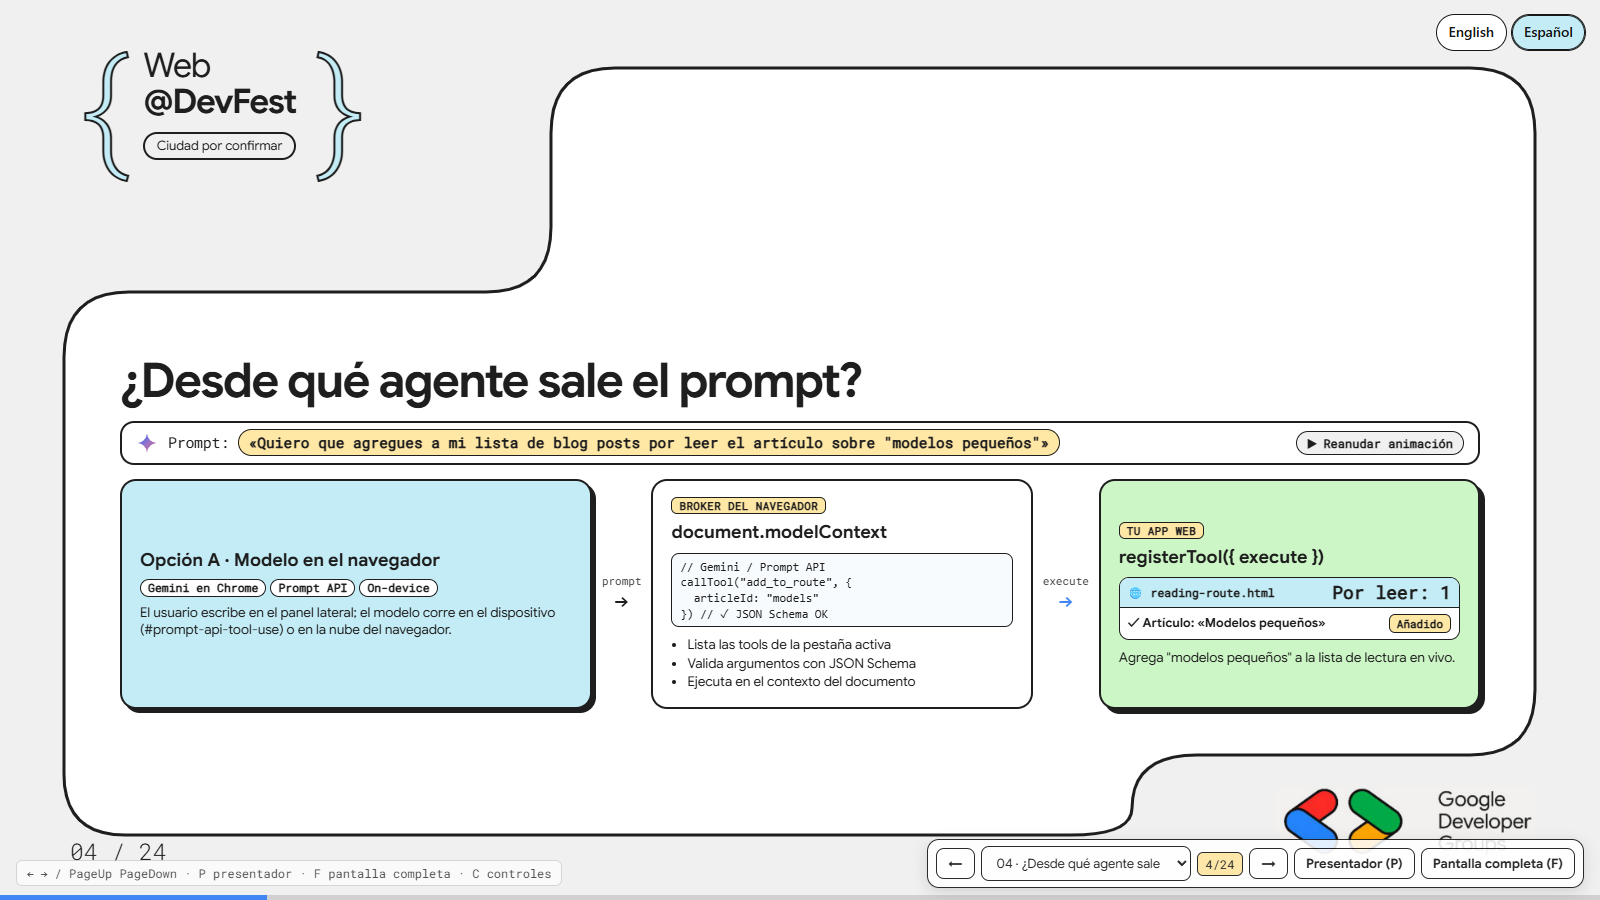 English
Español
Web
@DevFest
Ciudad por confirmar
¿Desde qué agente sale el prompt?
Prompt: «Quiero que agregues a mi lista de blog posts por leer el artículo sobre "modelos pequeños"»
▶ Reanudar animación
Opción A · Modelo en el navegador
Gemini en Chrome
Prompt API
On-device
El usuario escribe en el panel lateral; el modelo corre en el dispositivo
(#prompt-api-tool-use) o en la nube del navegador.
prompt
→
BROKER DEL NAVEGADOR
document.modelContext
// Gemini / Prompt API
callTool("add_to_route", {
articleId: "models"
}) // ✓ JSON Schema OK
• Lista las tools de la pestaña activa
• Valida argumentos con JSON Schema
• Ejecuta en el contexto del documento
execute
→
TU APP WEB
registerTool({ execute })
reading-route.html
Por leer: 1
✓ Artículo: «Modelos pequeños»
Añadido
Agrega "modelos pequeños" a la lista de lectura en vivo.
Google
Developer
Groups
04 / 24
← → / PageUp PageDown · P presentador · F pantalla completa · C controles
←
04 · ¿Desde qué agente sale
4/24
→
Presentador (P)
Pantalla completa (F)